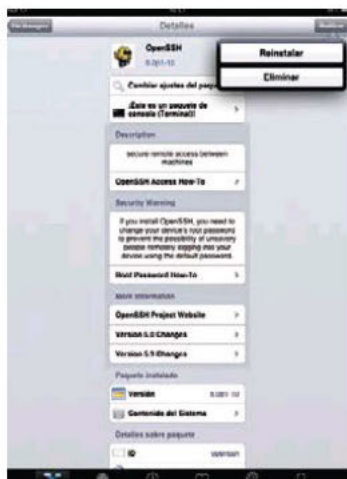 Detalles
OpenSSH
Reinstalar
Eliminar
Cambiar ajustes del paqu
¡Este es un paquete de
consola (Terminal)!
Description
secure remote access between
machines
OpenSSH Access How-To
Security Warning
If you install OpenSSH, you need to
change your device's root password
to prevent the possibility of unsavory
people remotely logging into your
device using the default password.
Root Password How-To
More Information
OpenSSH Project Website
Version 6.0 Changes
Version 5.9 Changes
Paquete instalado
Versión
Contenido del Sistema
Detalles sobre paquete
ID
openssh